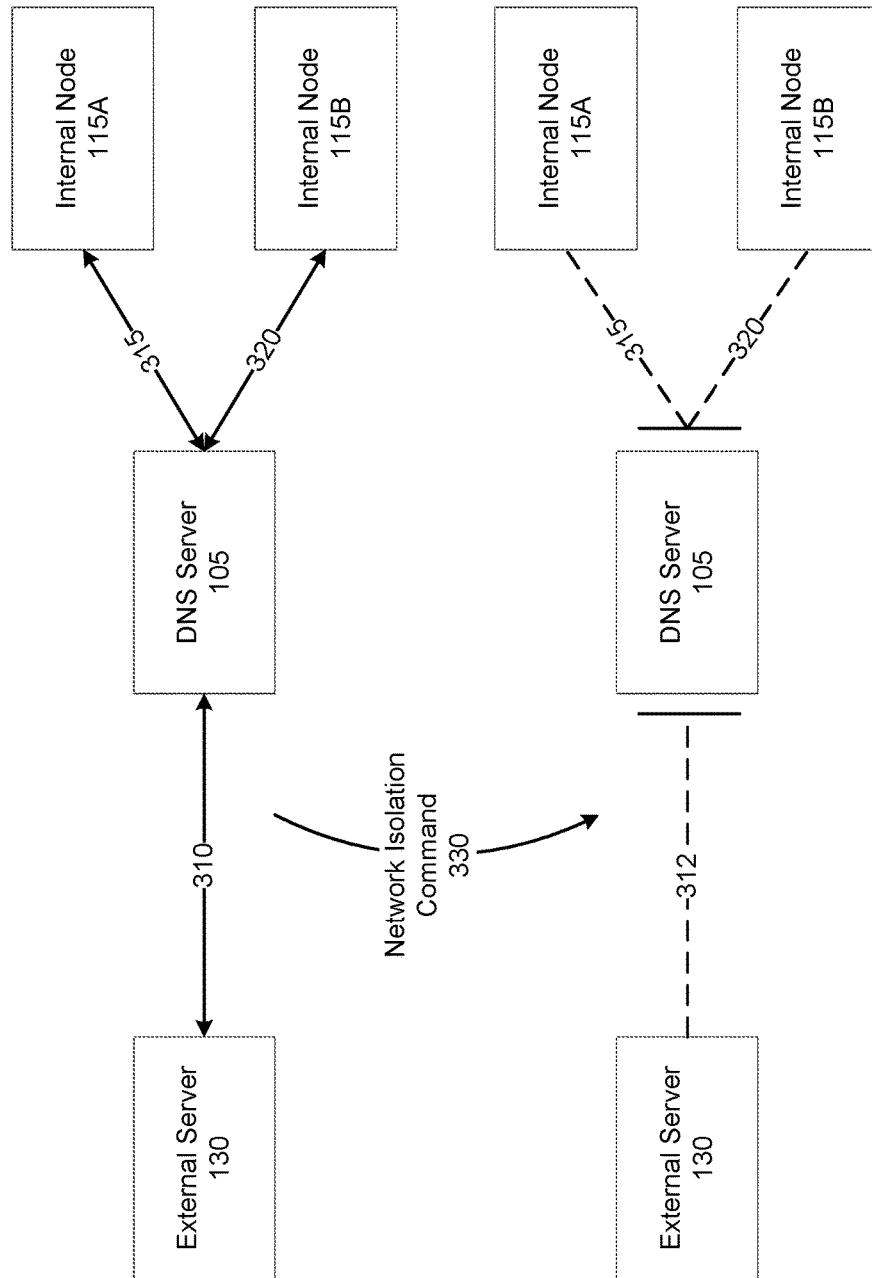 External Server
130
310
DNS Server
105
315
320
Internal Node
115A
Internal Node
115B
Network Isolation
Command
330
External Server
130
312
DNS Server
105
315
320
Internal Node
115A
Internal Node
115B